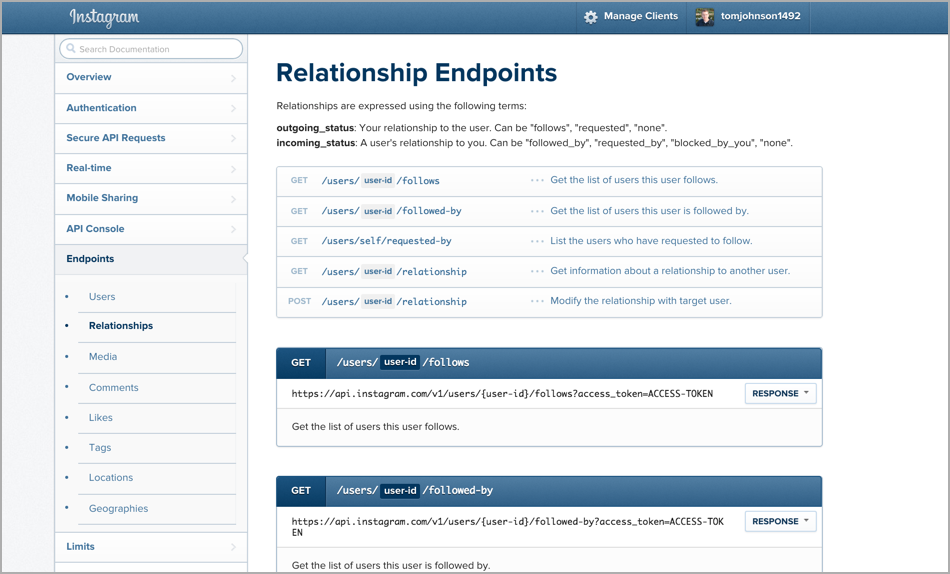 Instagram
Manage Clients
tomjohnson1492
Search Documentation
Overview
Authentication
Secure API Requests
Real-time
Mobile Sharing
API Console
Endpoints
Users
Relationships
Media
Comments
Likes
Tags
Locations
Geographies
Limits
Relationship Endpoints
Relationships are expressed using the following terms:
outgoing_status: Your relationship to the user. Can be "follows", "requested", "none".
incoming_status: A user's relationship to you. Can be "followed_by", "requested_by", "blocked_by_you", "none".
GET /users/ user-id /follows ··· Get the list of users this user follows.
GET /users/ user-id /followed-by ··· Get the list of users this user is followed by.
GET /users/self/requested-by ··· List the users who have requested to follow.
GET /users/ user-id /relationship ··· Get information about a relationship to another user.
POST /users/ user-id /relationship ··· Modify the relationship with target user.
GET /users/ user-id /follows
https://api.instagram.com/v1/users/{user-id}/follows?access_token=ACCESS-TOKEN RESPONSE
Get the list of users this user follows.
GET /users/ user-id /followed-by
https://api.instagram.com/v1/users/{user-id}/followed-by?access_token=ACCESS-TOK RESPONSE
EN
Get the list of users this user is followed by.